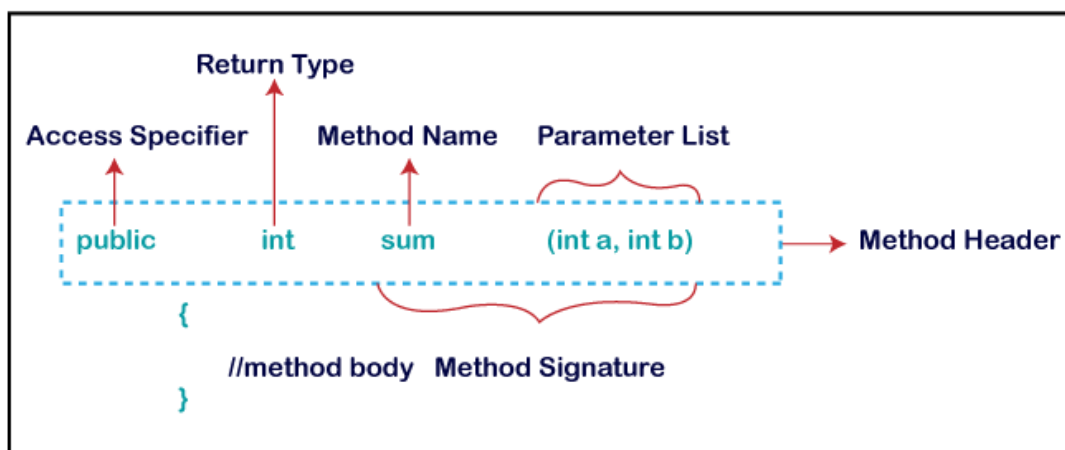 Return Type
Access Specifier Method Name Parameter List
public int sum (int a, int b) Method Header
{
//method body Method Signature
}